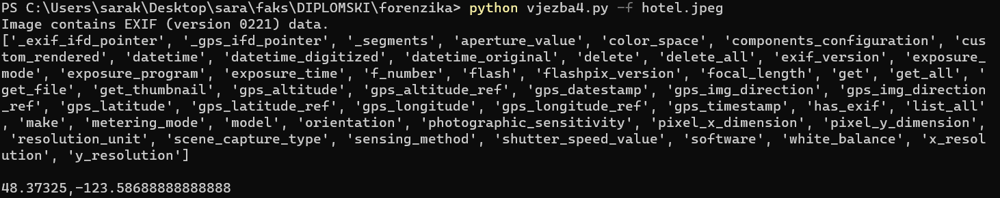 PS C:\Users\sarak\Desktop\sara\faks\DIPLOMSKI\forenzika> python vjezba4.py -f hotel.jpeg
Image contains EXIF (version 0221) data.
['_exif_ifd_pointer', '_gps_ifd_pointer', '_segments', 'aperture_value', 'color_space', 'components_configuration', 'cus
tom_rendered', 'datetime', 'datetime_digitized', 'datetime_original', 'delete', 'delete_all', 'exif_version', 'exposure_
mode', 'exposure_program', 'exposure_time', 'f_number', 'flash', 'flashpix_version', 'focal_length', 'get', 'get_all', '
get_file', 'get_thumbnail', 'gps_altitude', 'gps_altitude_ref', 'gps_datestamp', 'gps_img_direction', 'gps_img_direction
_ref', 'gps_latitude', 'gps_latitude_ref', 'gps_longitude', 'gps_longitude_ref', 'gps_timestamp', 'has_exif', 'list_all'
, 'make', 'metering_mode', 'model', 'orientation', 'photographic_sensitivity', 'pixel_x_dimension', 'pixel_y_dimension',
'resolution_unit', 'scene_capture_type', 'sensing_method', 'shutter_speed_value', 'software', 'white_balance', 'x_resol
ution', 'y_resolution']
48.37325,-123.58688888888888